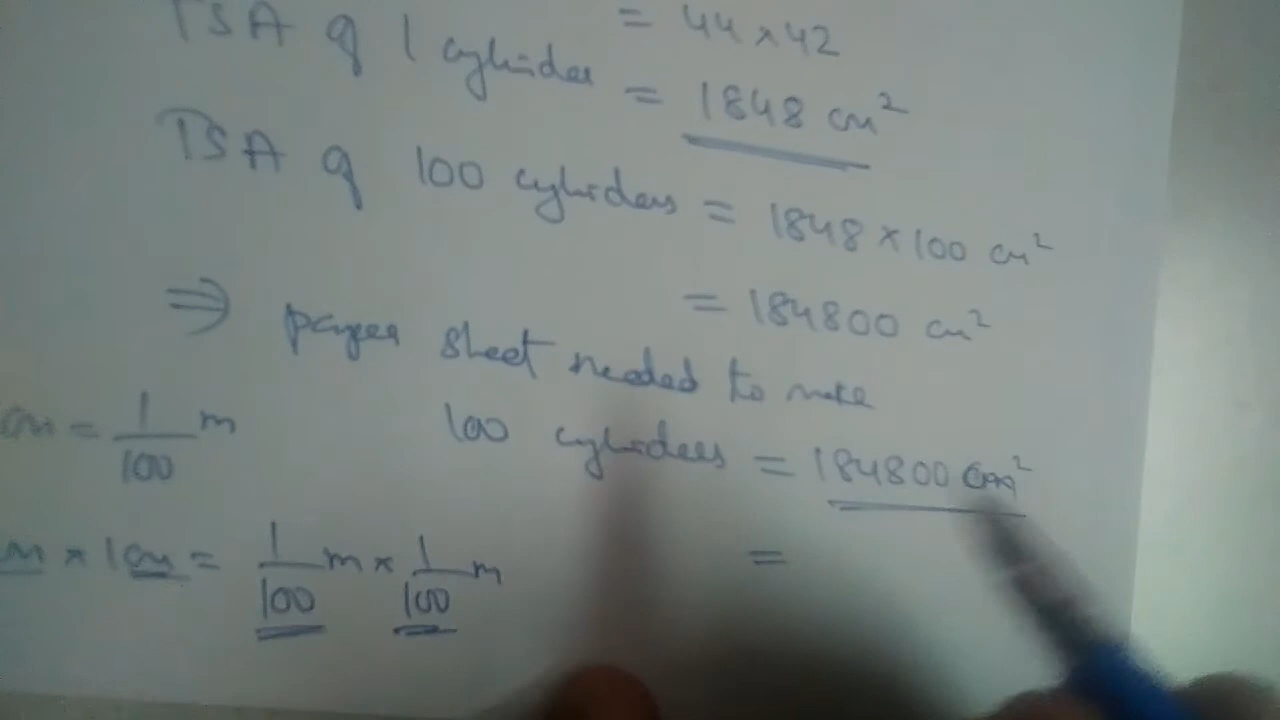 = 44 × 42
TSA of 1 cylinder = 1848 cm²
TSA of 100 cylinders = 1848 × 100 cm²
= 184800 cm²
⇒ paper sheet needed to make
100 cylinders = 184800 cm²
cm = 1/100 m
m × 1cm = 1/100 m × 1/100 m
=